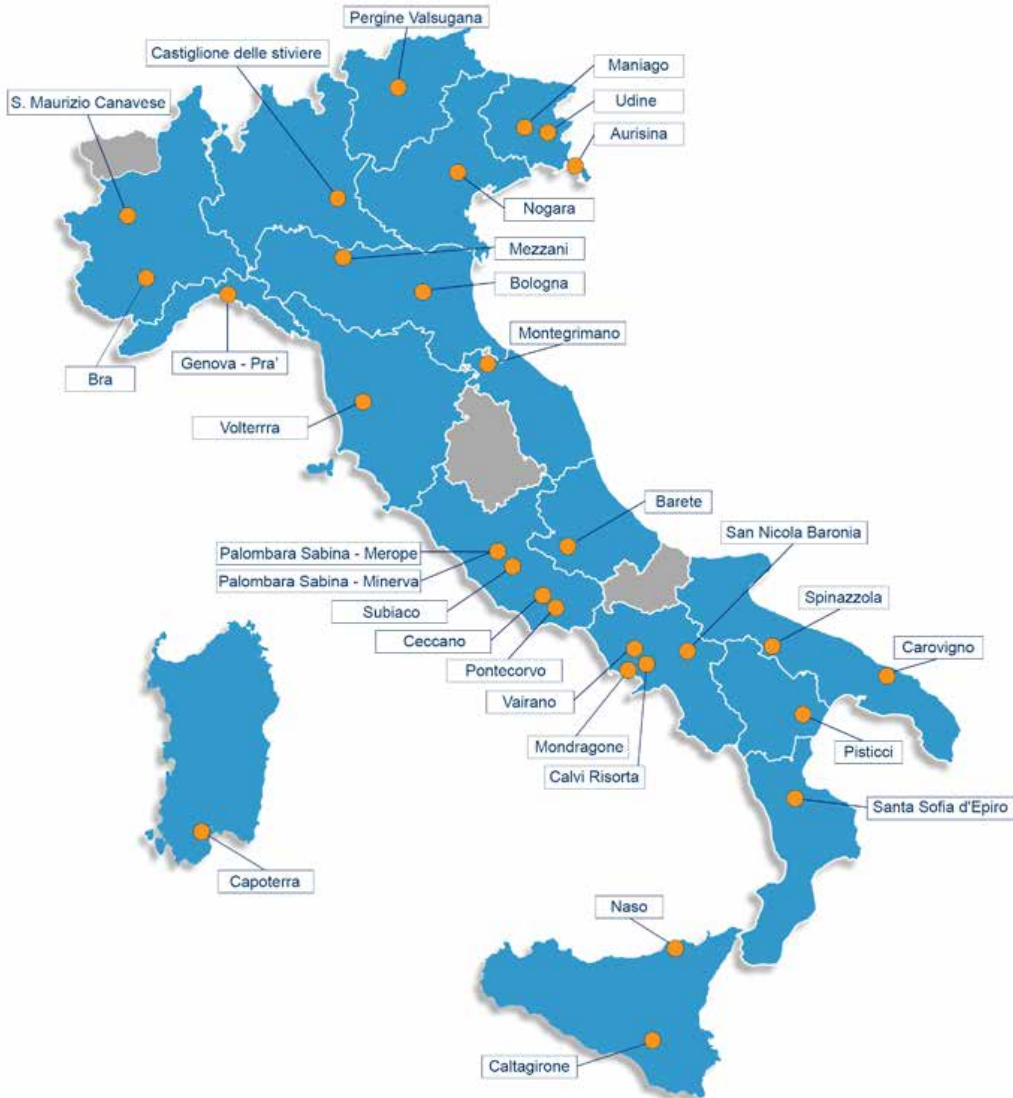 Pergine Valsugana
Castiglione delle stiviere
Maniago
S. Maurizio Canavese
Udine
Aurisina
Nogara
Mezzani
Bologna
Montegrimano
Genova - Pra'
Bra
Volterrra
Barete
San Nicola Baronia
Palombara Sabina - Merope
Palombara Sabina - Minerva
Spinazzola
Subiaco
Ceccano
Carovigno
Pontecorvo
Vairano
Mondragone
Pisticci
Calvi Risorta
Santa Sofia d'Epiro
Capoterra
Naso
Caltagirone